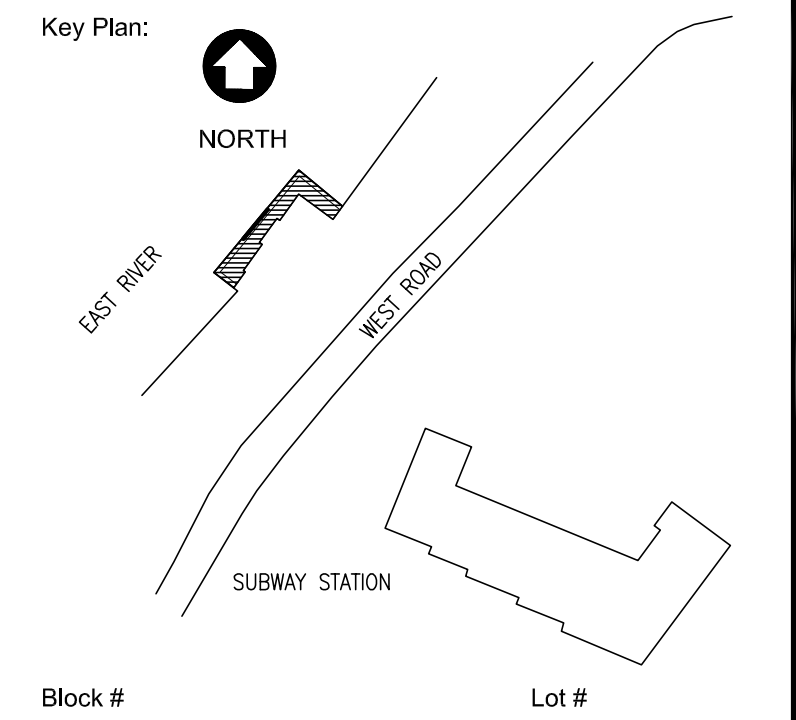 Key Plan:
NORTH
EAST RIVER
WEST ROAD
SUBWAY STATION
Block #
Lot #